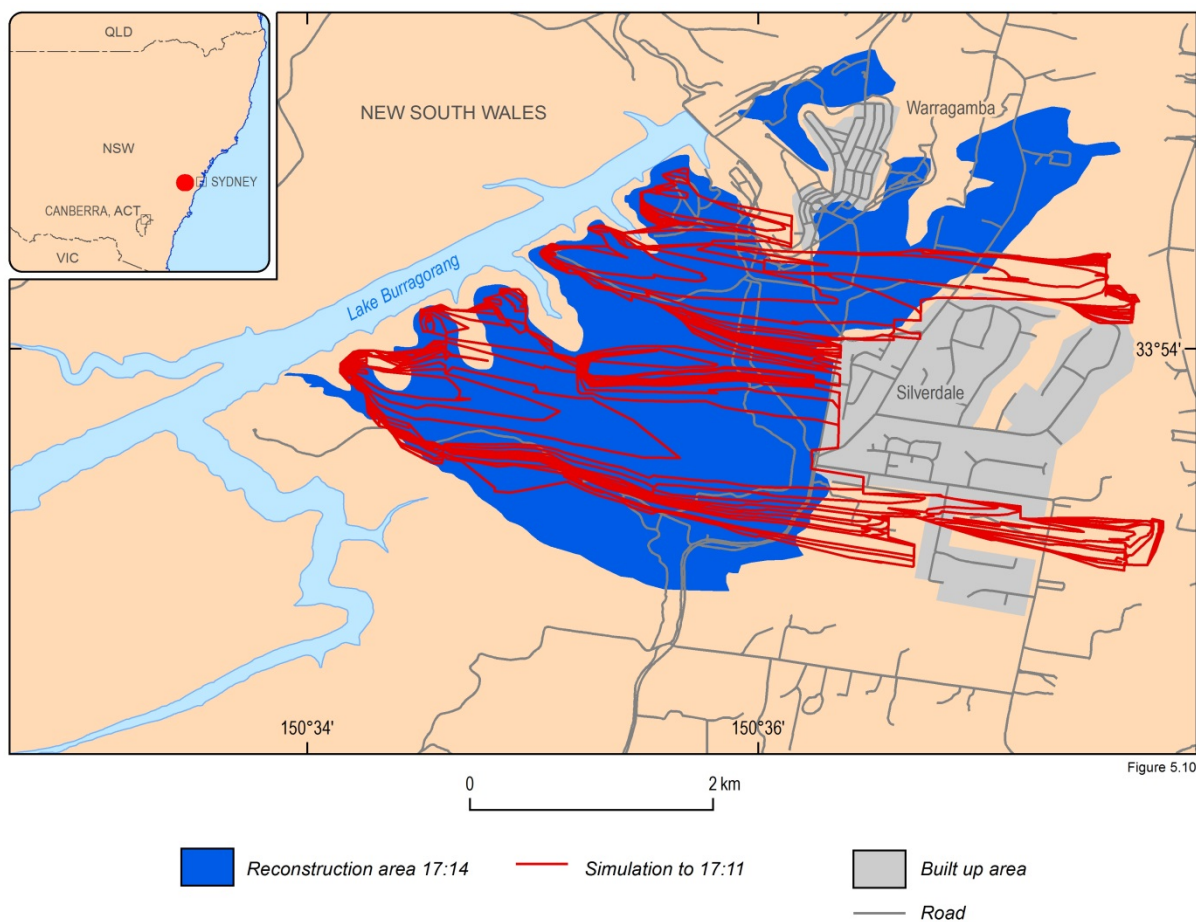 QLD
NSW
SYDNEY
CANBERRA, ACT
VIC
NEW SOUTH WALES
Warragamba
Lake Burragorang
33°54'
Silverdale
150°34'
150°36'
Figure 5.10
0
2 km
Reconstruction area 17:14
Simulation to 17:11
Built up area
Road